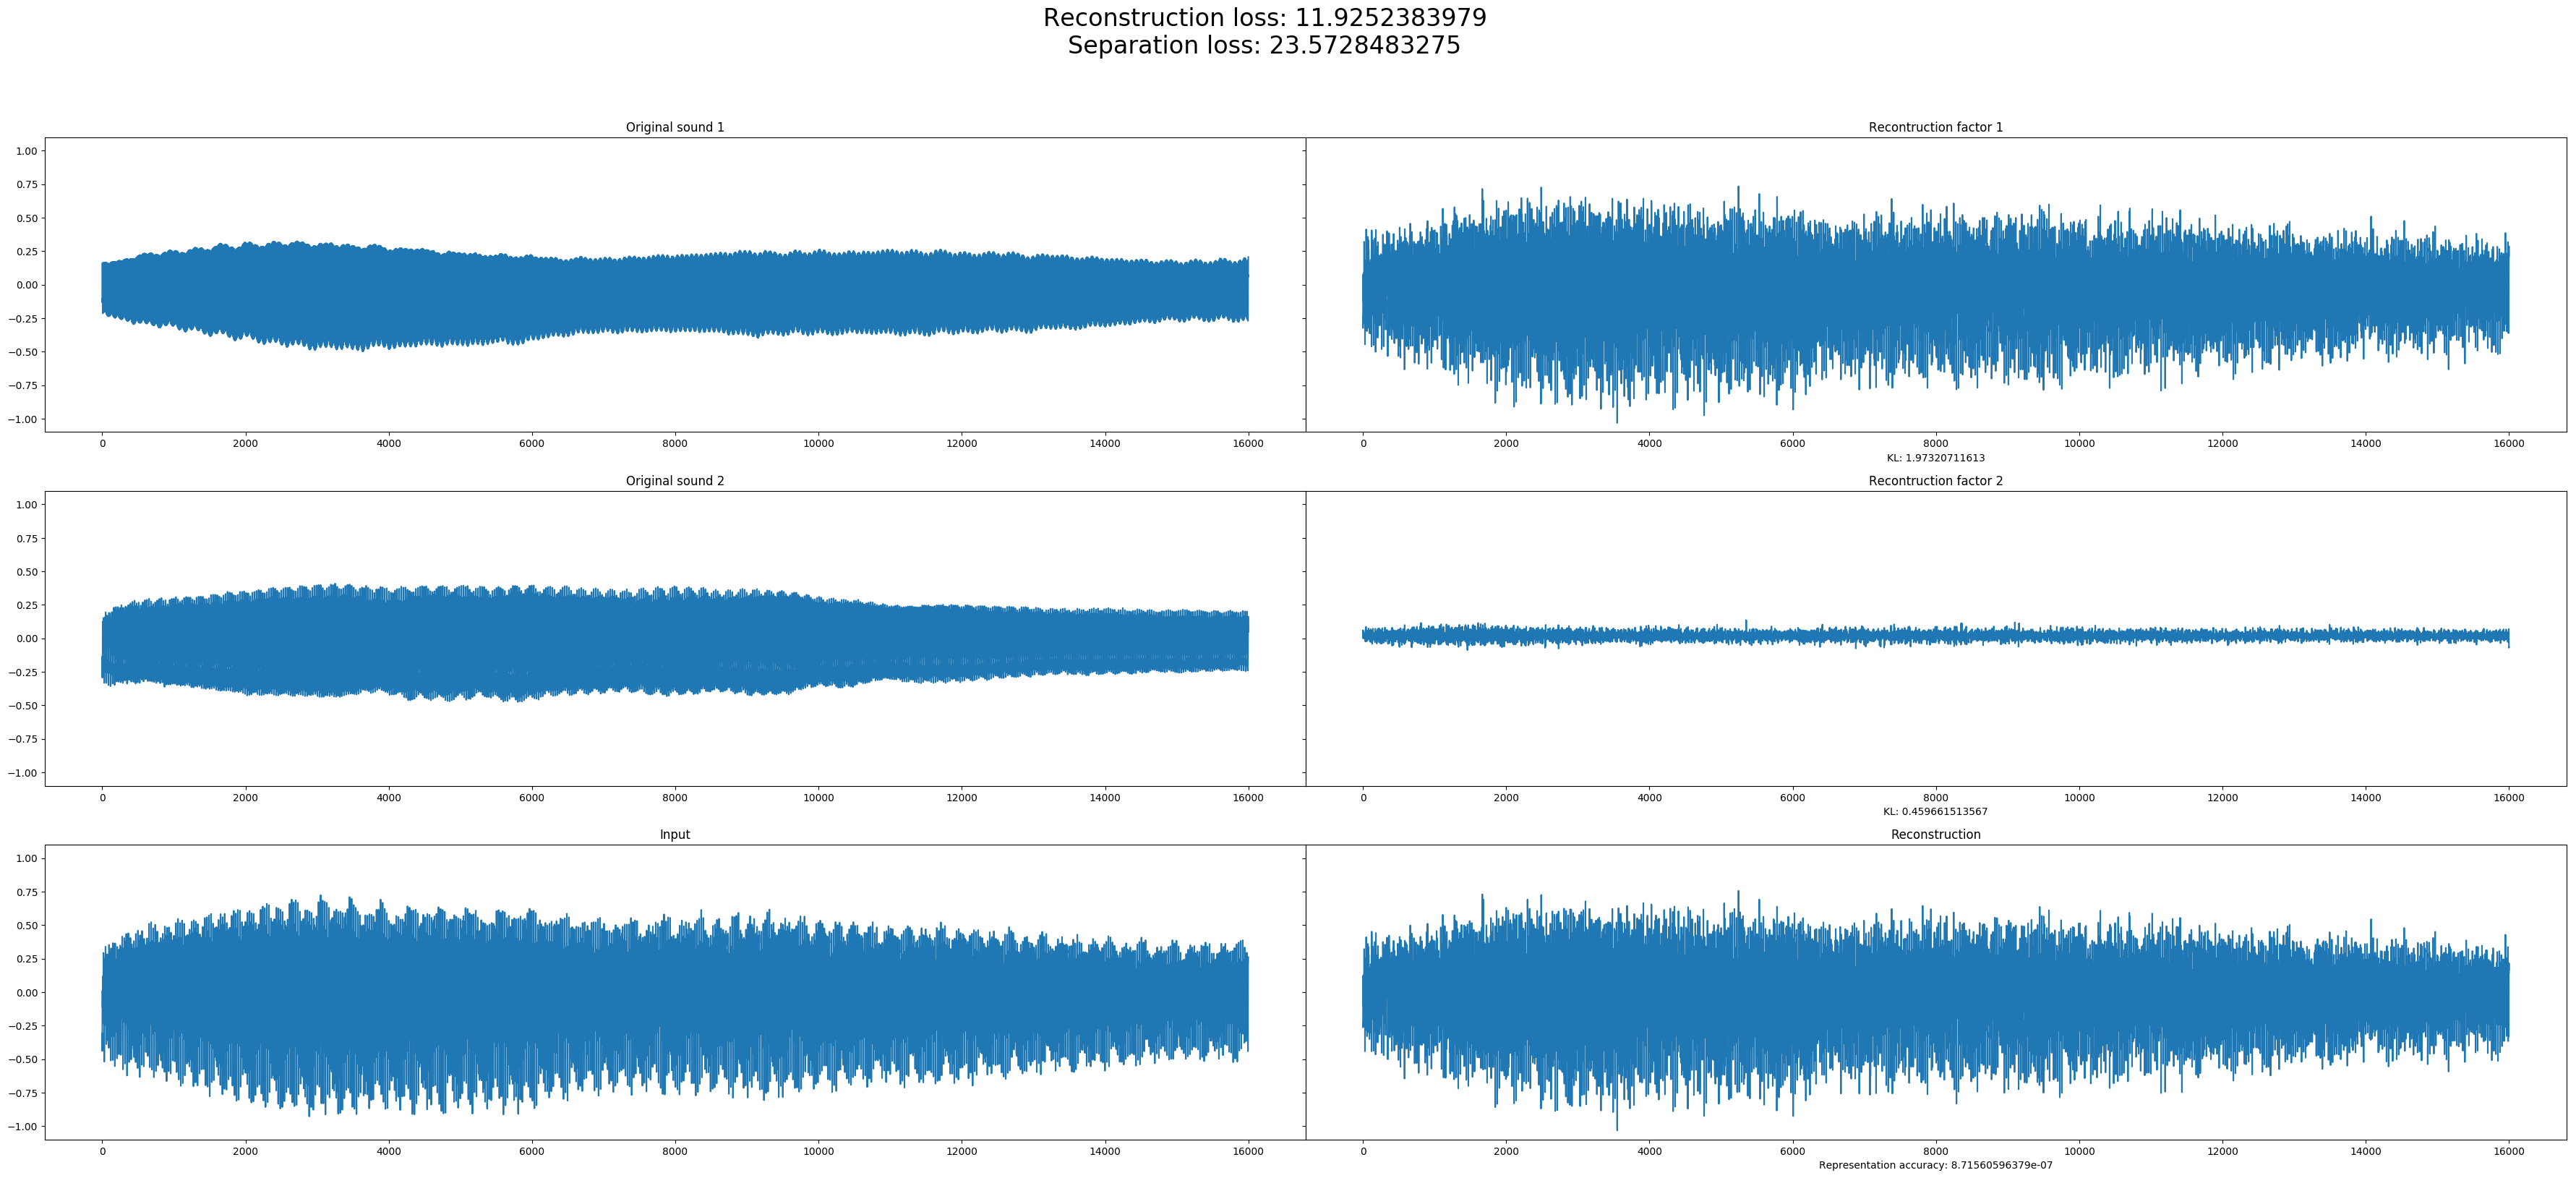 Reconstruction loss: 11.9252383979
Separation loss: 23.5728483275
Original sound 1
Recontruction factor 1
1.00
0.75
0.50
0.25
0.00
−0.25
−0.50
−0.75
−1.00
0 2000 4000 6000 8000 10000 12000 14000 16000
0 2000 4000 6000 8000 10000 12000 14000 16000
KL: 1.97320711613
Original sound 2
Recontruction factor 2
1.00
0.75
0.50
0.25
0.00
−0.25
−0.50
−0.75
−1.00
0 2000 4000 6000 8000 10000 12000 14000 16000
0 2000 4000 6000 8000 10000 12000 14000 16000
KL: 0.459661513567
Input
Reconstruction
1.00
0.75
0.50
0.25
0.00
−0.25
−0.50
−0.75
−1.00
0 2000 4000 6000 8000 10000 12000 14000 16000
0 2000 4000 6000 8000 10000 12000 14000 16000
Representation accuracy: 8.71560596379e-07